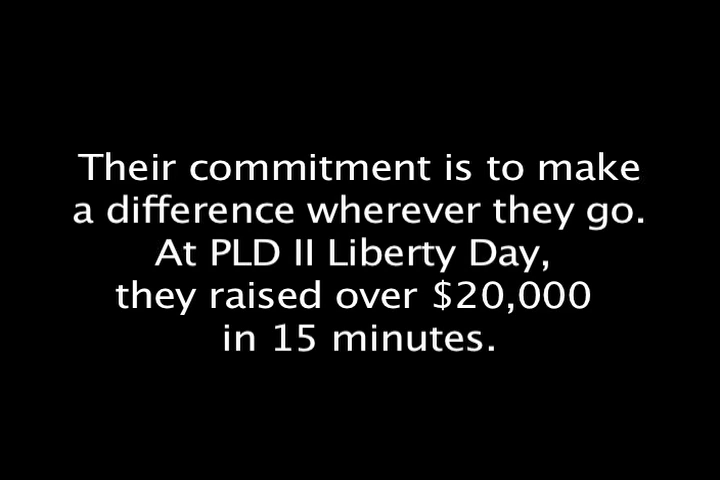 Their commitment is to make
a difference wherever they go.
At PLD II Liberty Day,
they raised over $20,000
in 15 minutes.